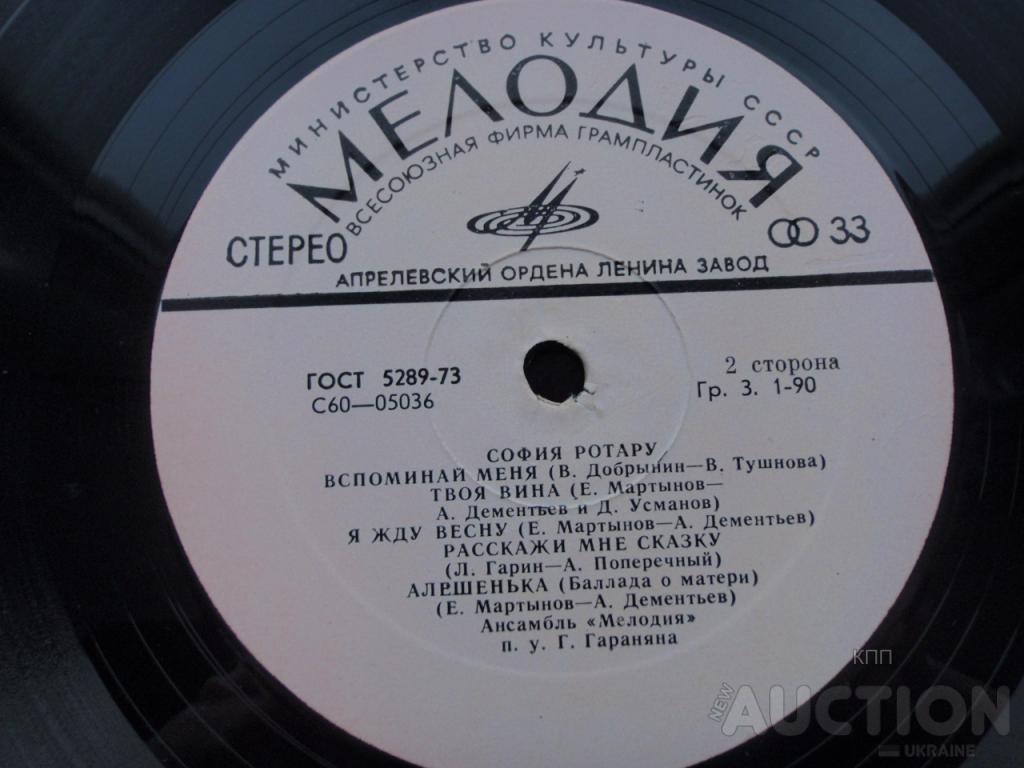 МИНИСТЕРСТВО КУЛЬТУРЫ СССР
МЕЛОДИЯ
ВСЕСОЮЗНАЯ ФИРМА ГРАМПЛАСТИНОК
СТЕРЕО
33
АПРЕЛЕВСКИЙ ОРДЕНА ЛЕНИНА ЗАВОД
ГОСТ 5289-73
С60—05036
2 сторона
Гр. 3. 1-90
СОФИЯ РОТАРУ
ВСПОМИНАЙ МЕНЯ (В. Добрынин—В. Тушнова)
ТВОЯ ВИНА (Е. Мартынов—
А. Дементьев и Д. Усманов)
Я ЖДУ ВЕСНУ (Е. Мартынов—А. Дементьев)
РАССКАЖИ МНЕ СКАЗКУ
(Л. Гарин—А. Поперечный)
АЛЕШЕНЬКА (Баллада о матери)
(Е. Мартынов—А. Дементьев)
Ансамбль «Мелодия»
п. у. Г. Гараняна
КПП
NEW AUCTION
UKRAINE